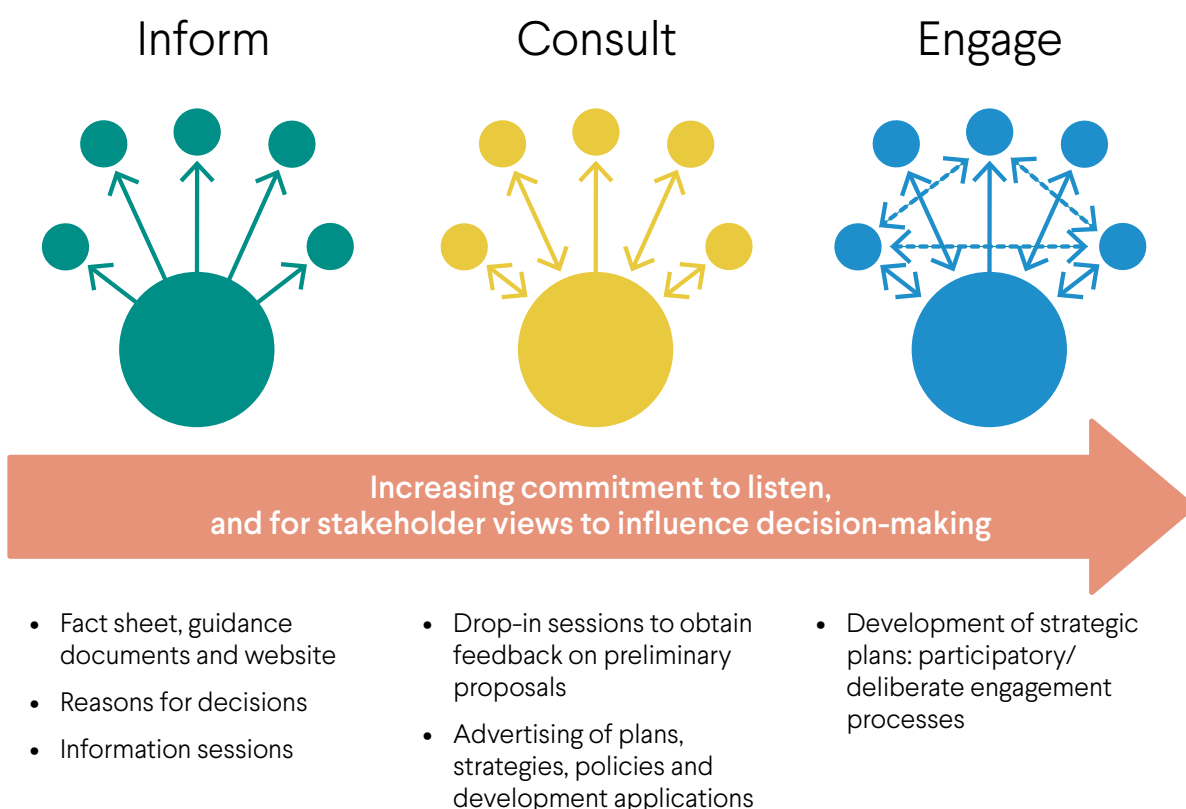 Inform
Consult
Engage
Increasing commitment to listen,
and for stakeholder views to influence decision-making
• Fact sheet, guidance
documents and website
• Reasons for decisions
• Information sessions
• Drop-in sessions to obtain
feedback on preliminary
proposals
• Advertising of plans,
strategies, policies and
development applications
• Development of strategic
plans: participatory/
deliberate engagement
processes